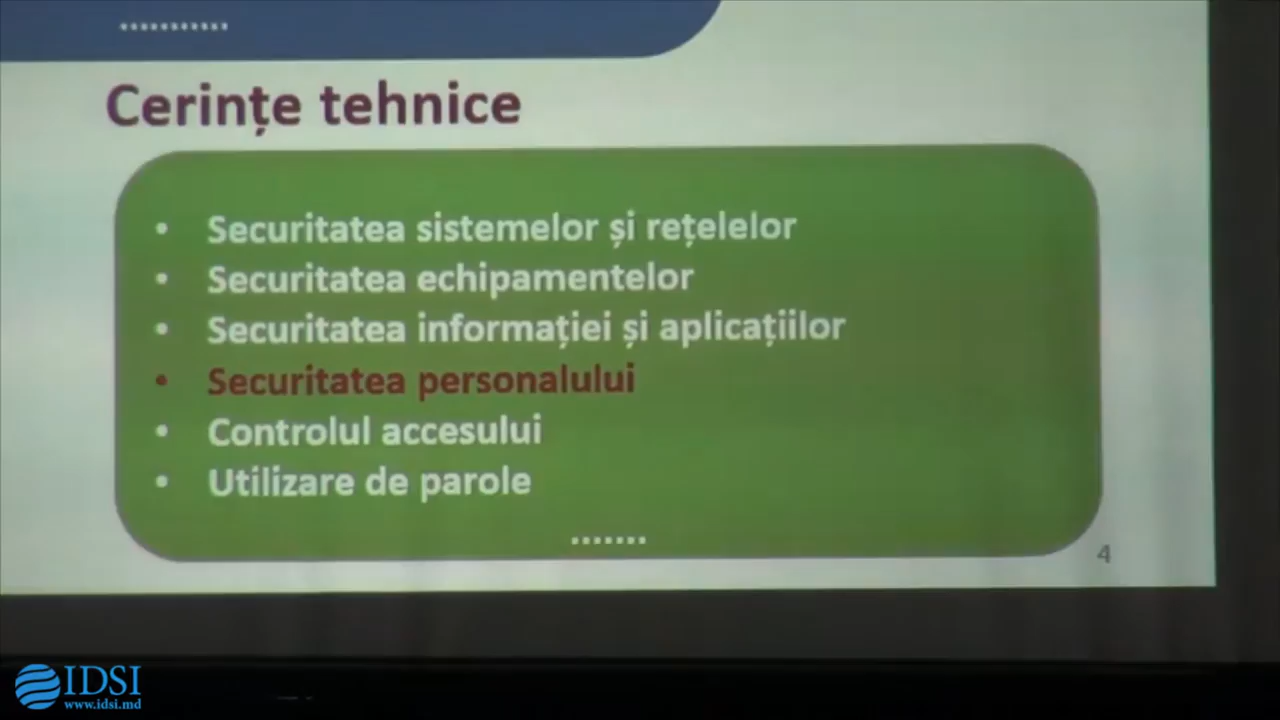 ...........
Cerințe tehnice
• Securitatea sistemelor și rețelelor
• Securitatea echipamentelor
• Securitatea informației și aplicațiilor
• Securitatea personalului
• Controlul accesului
• Utilizare de parole
.......
4
IDSI
www.idsi.md